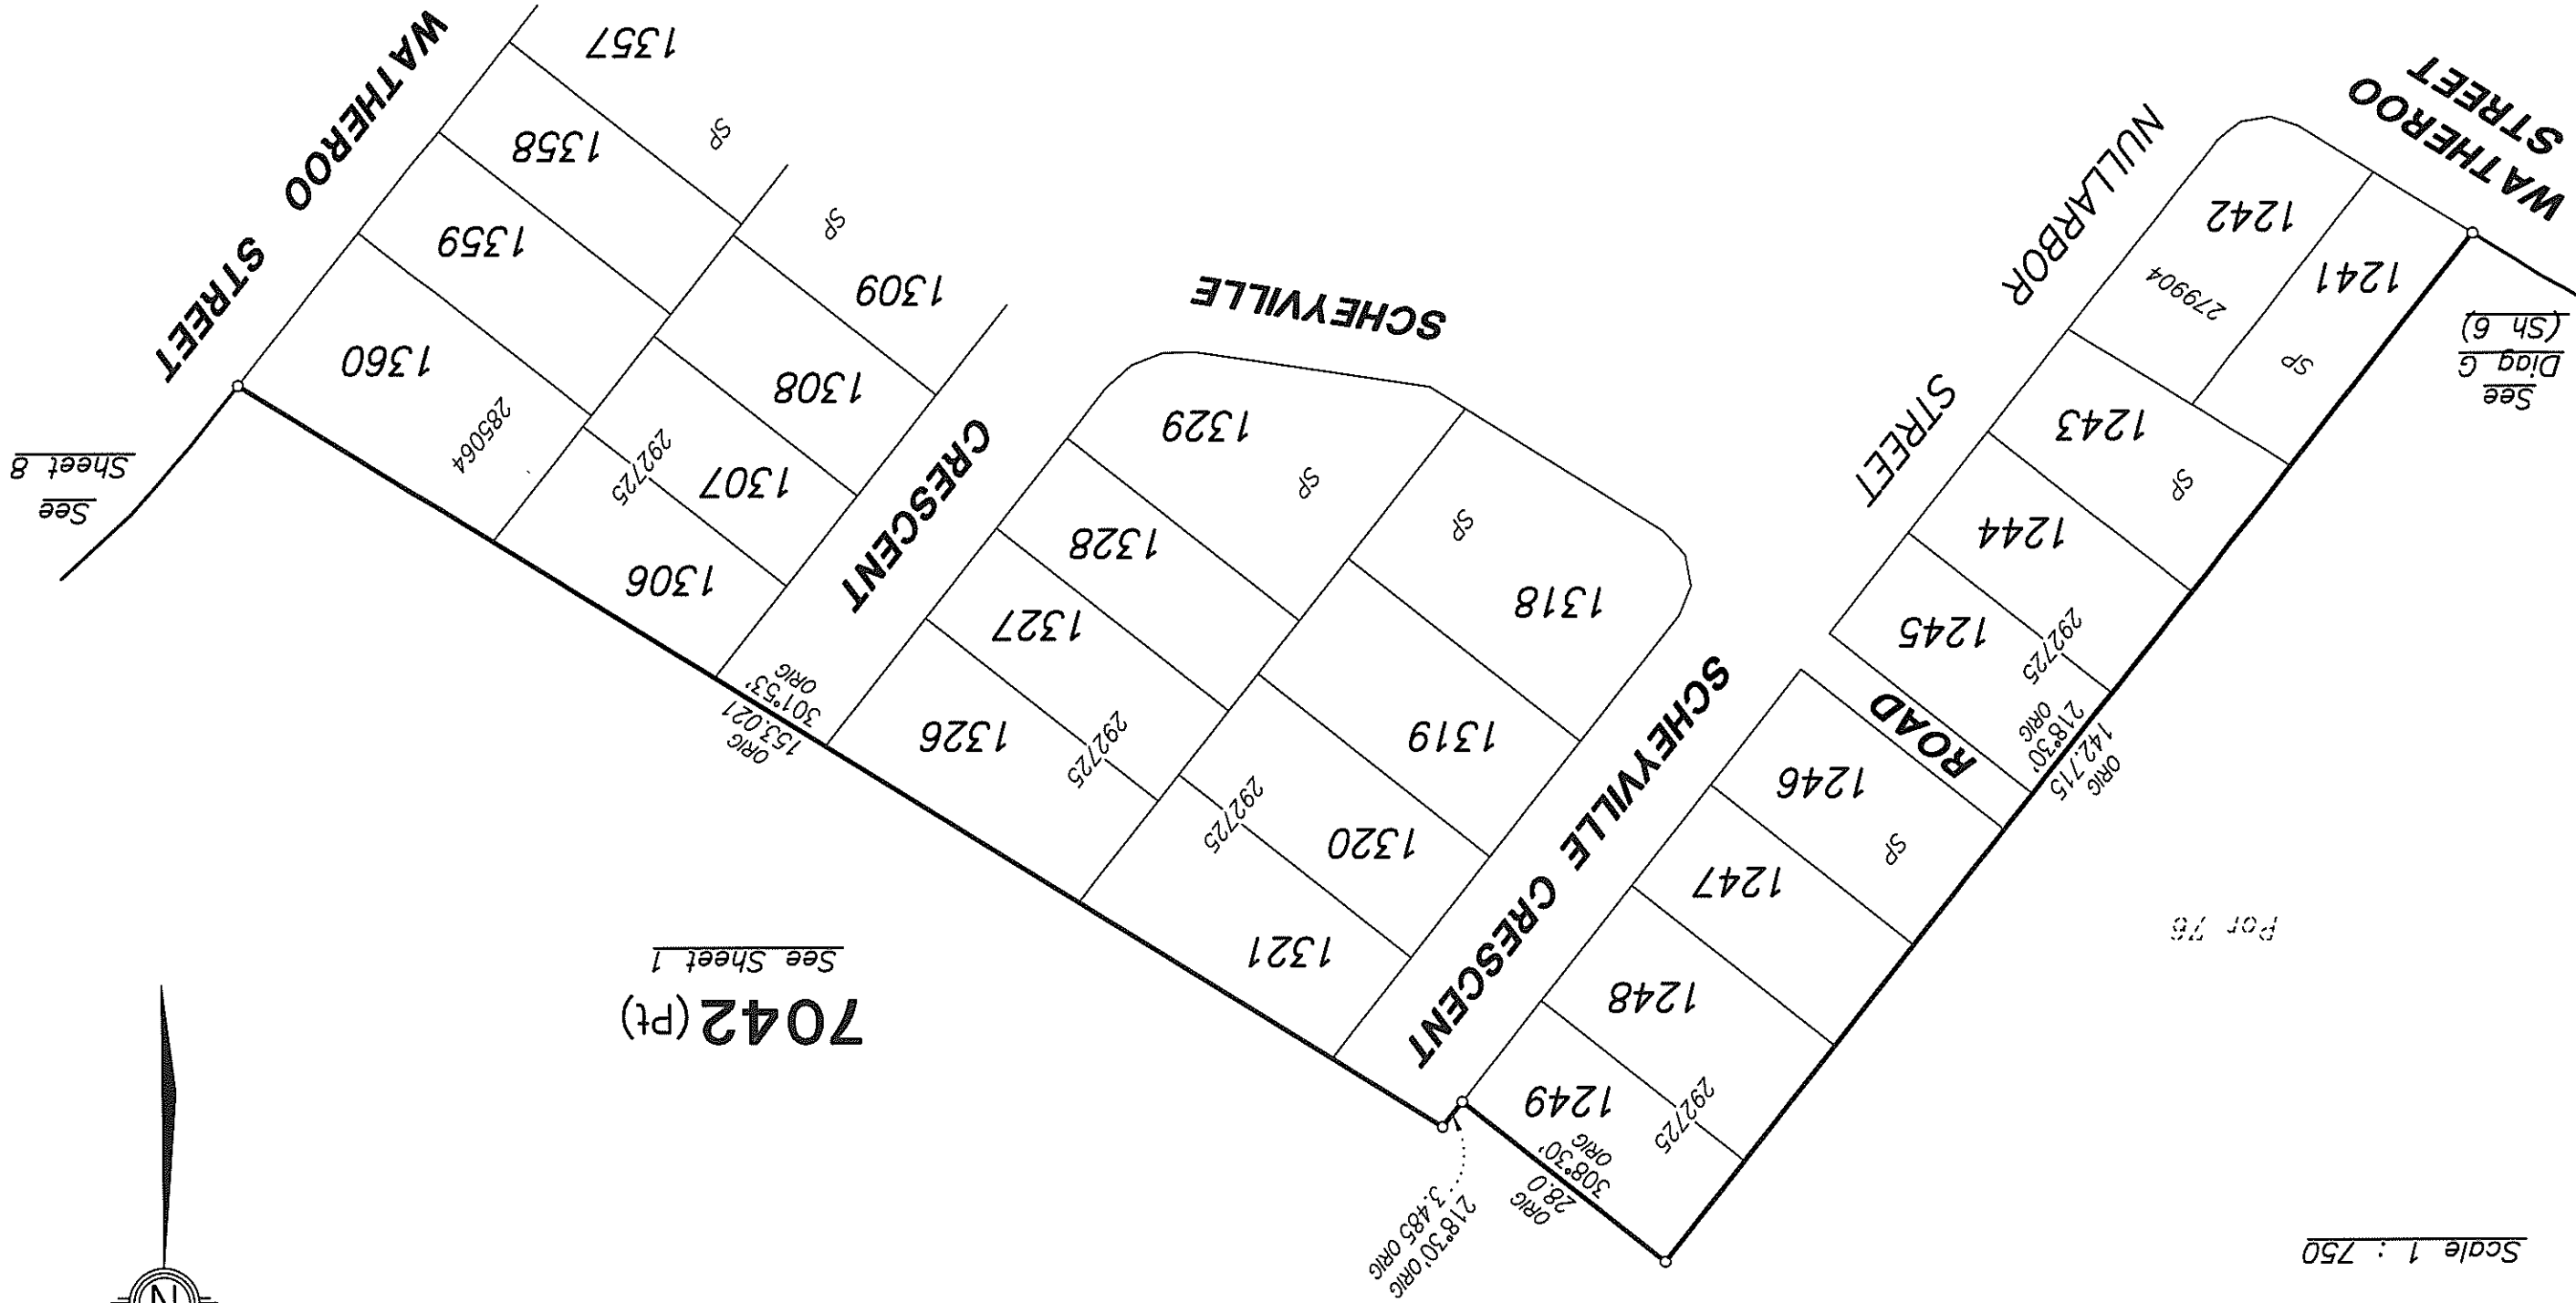 Scale 1 : 750
N
218°30' ORIG
3.485 ORIG
ORIG
28.0
308°30'
ORIG
7042 (Pt)
See Sheet 1
Por 76
1249
292725
1248
1247
1246
SP
ROAD
ORIG
142.715
218°30'
ORIG
1245
292725
1244
SP
1243
SP
1241
1242
279904
See
Diag G
(Sh 6)
WATHEROO
STREET
NULLARBOR
STREET
SCHEYVILLE CRESCENT
1321
1320
292725
1319
1318
SP
1326
292725
1327
1328
1329
SP
SCHEYVILLE
CRESCENT
ORIG
153.021
301°53'
ORIG
1306
1307
292725
1308
1309
SP
1360
285064
1359
1358
SP
1357
WATHEROO STREET
See
Sheet 8